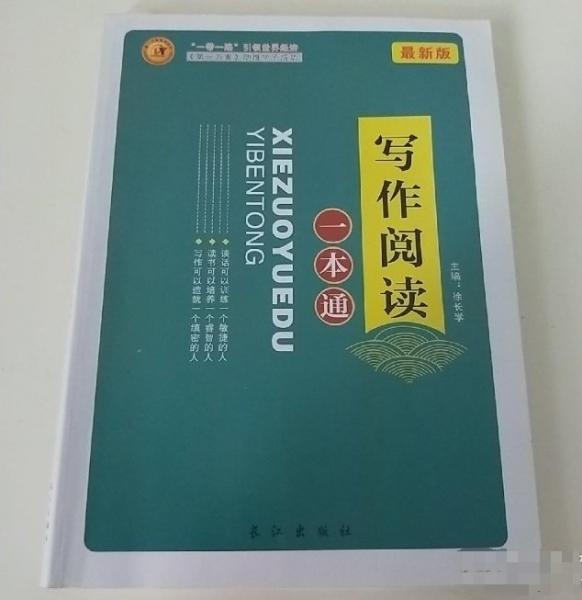 "一带一路"引领世界经济
最新版
写作阅读
一本通
主编：徐长学
XIEZUOYUEDU
YIBENTONG
谈话可以训练一个敏捷的人
读书可以培养一个睿智的人
写作可以造就一个缜密的人
长江出版社